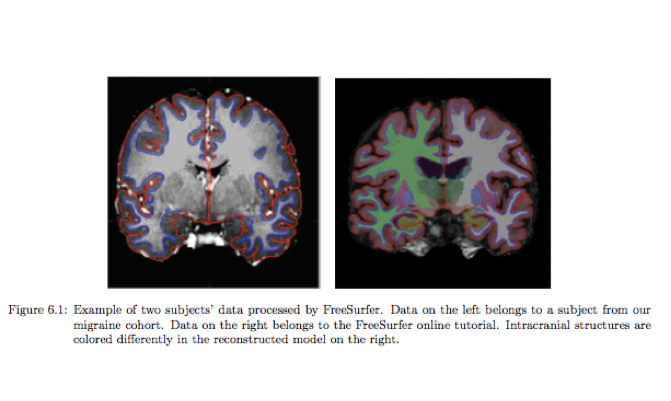 Figure 6.1: Example of two subjects' data processed by FreeSurfer. Data on the left belongs to a subject from our
migraine cohort. Data on the right belongs to the FreeSurfer online tutorial. Intracranial structures are
colored differently in the reconstructed model on the right.